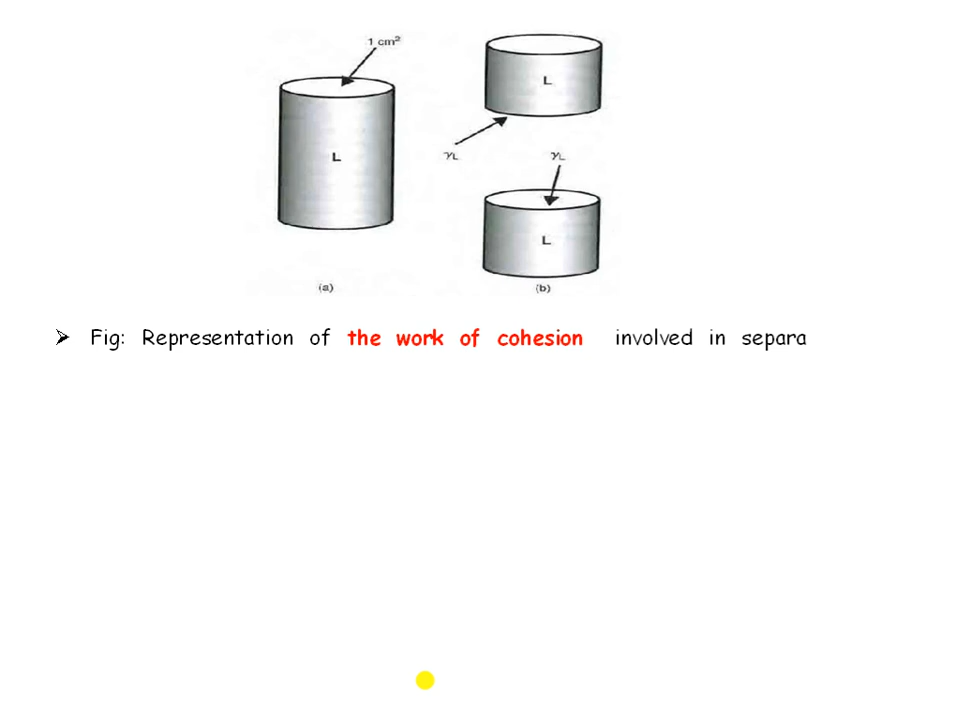 1 cm²
L
L
γL
γL
L
(a)
(b)
➢ Fig: Representation of the work of cohesion involved in separa